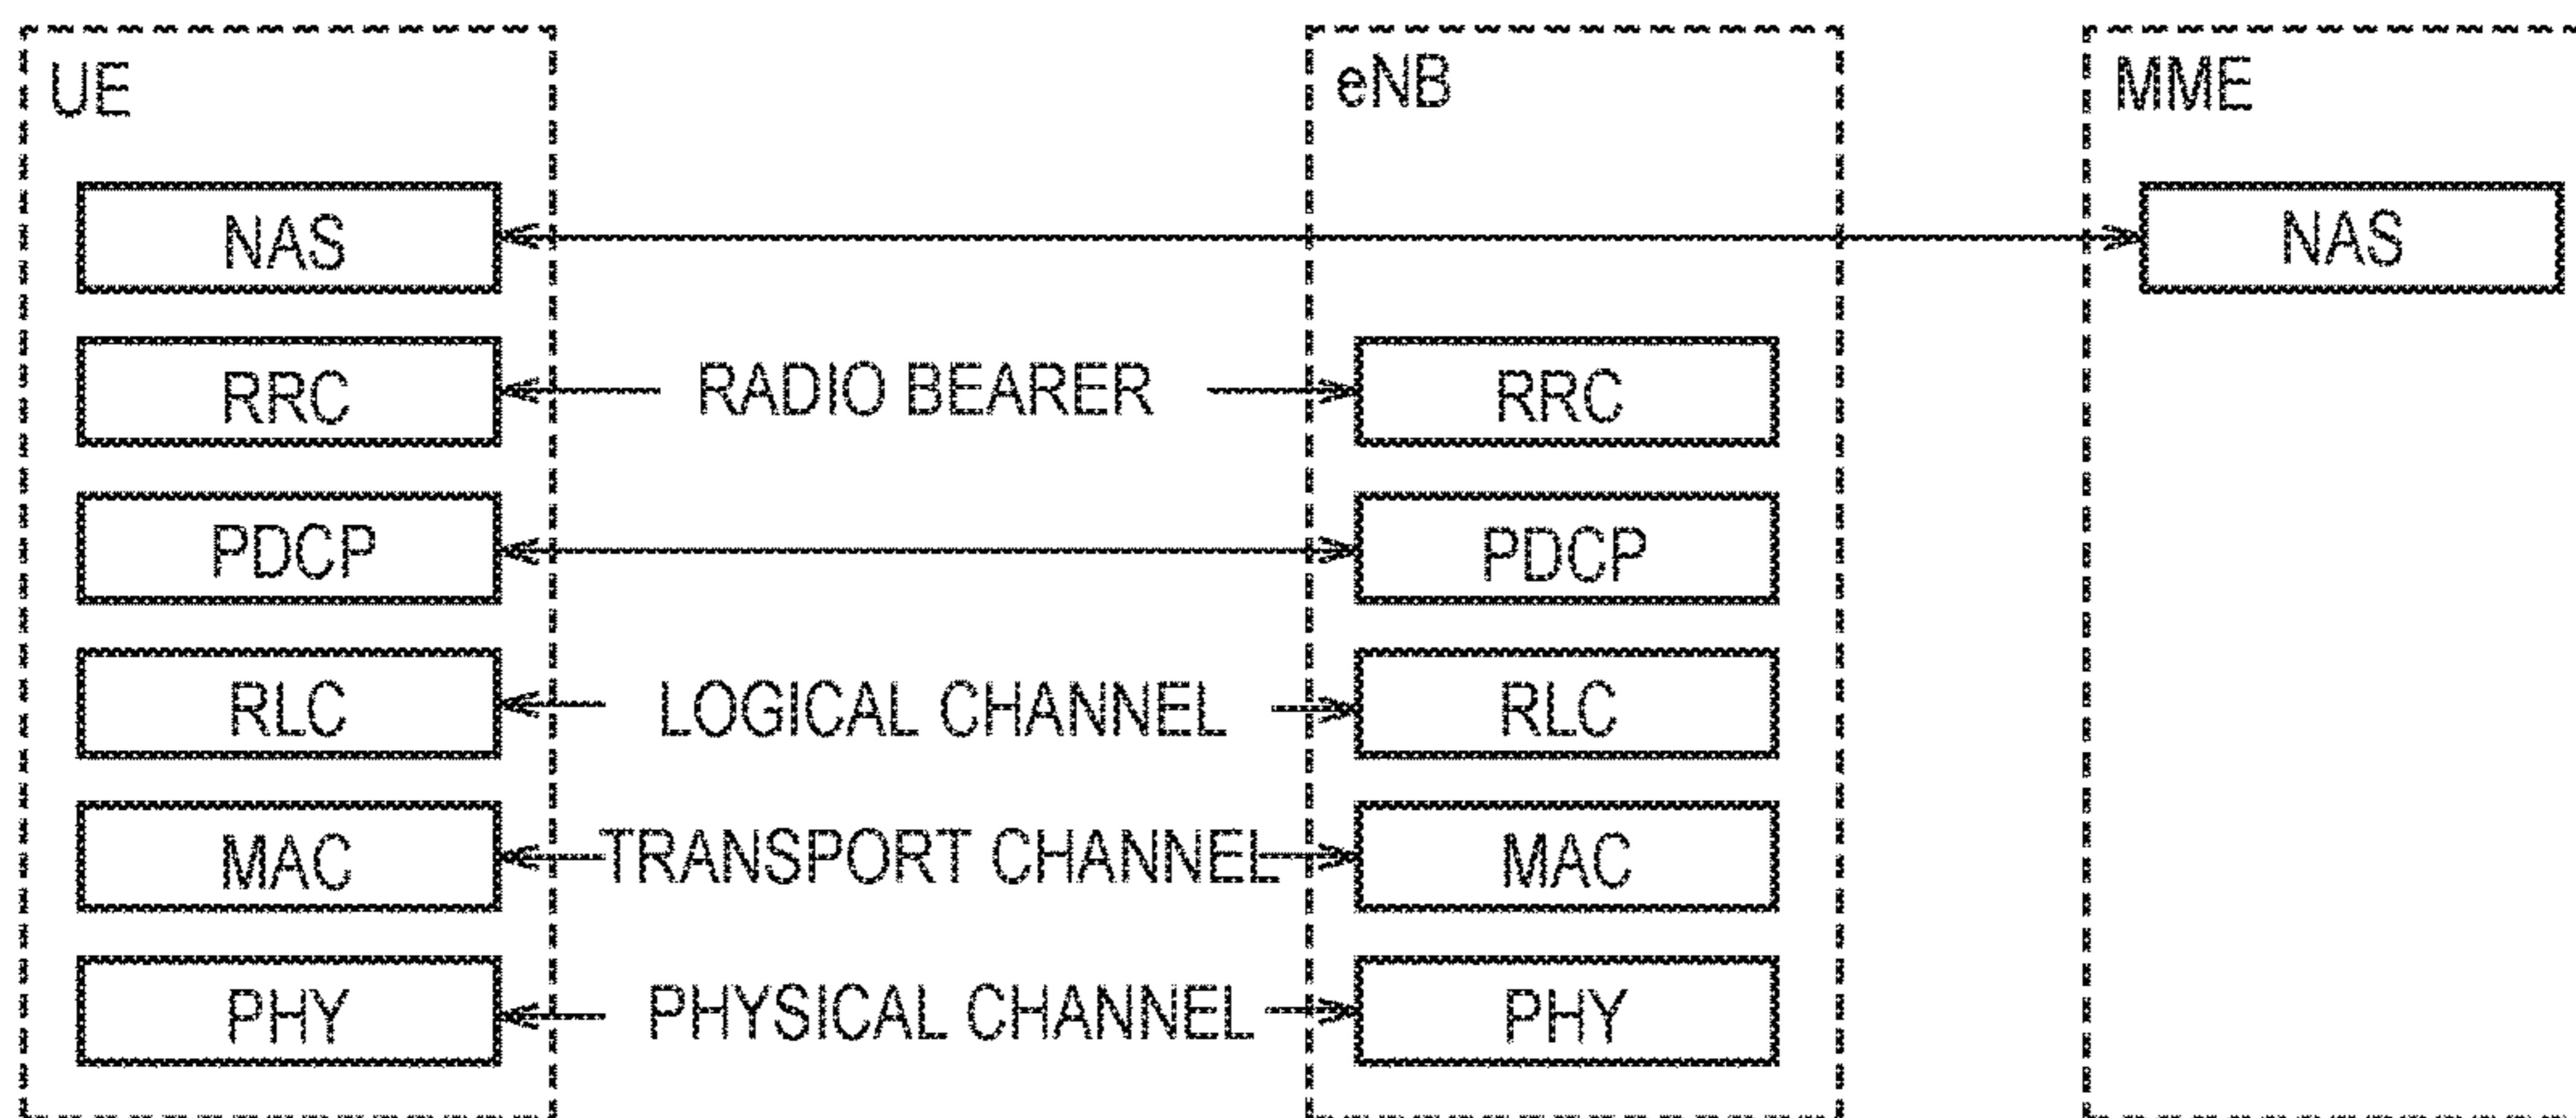 UE
eNB
MME
NAS
NAS
RRC
RADIO BEARER
RRC
PDCP
PDCP
RLC
LOGICAL CHANNEL
RLC
MAC
TRANSPORT CHANNEL
MAC
PHY
PHYSICAL CHANNEL
PHY